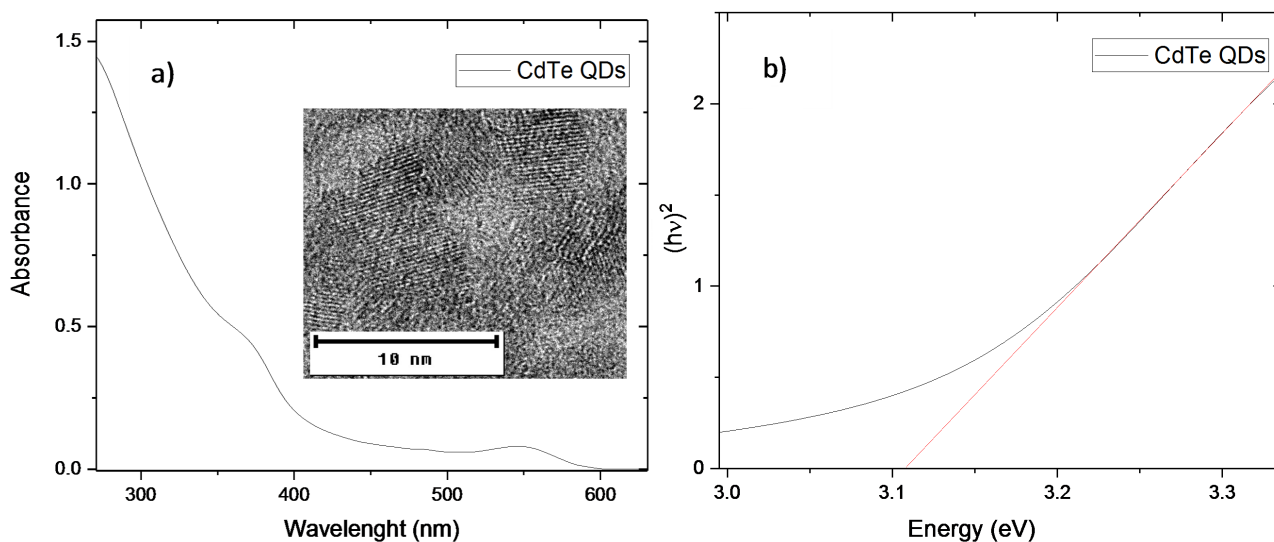 a)
CdTe QDs
1.5
1.0
0.5
0.0
Absorbance
10 nm
300 400 500 600
Wavelenght (nm)
b)
CdTe QDs
2
1
0
(hν)²
3.0 3.1 3.2 3.3
Energy (eV)